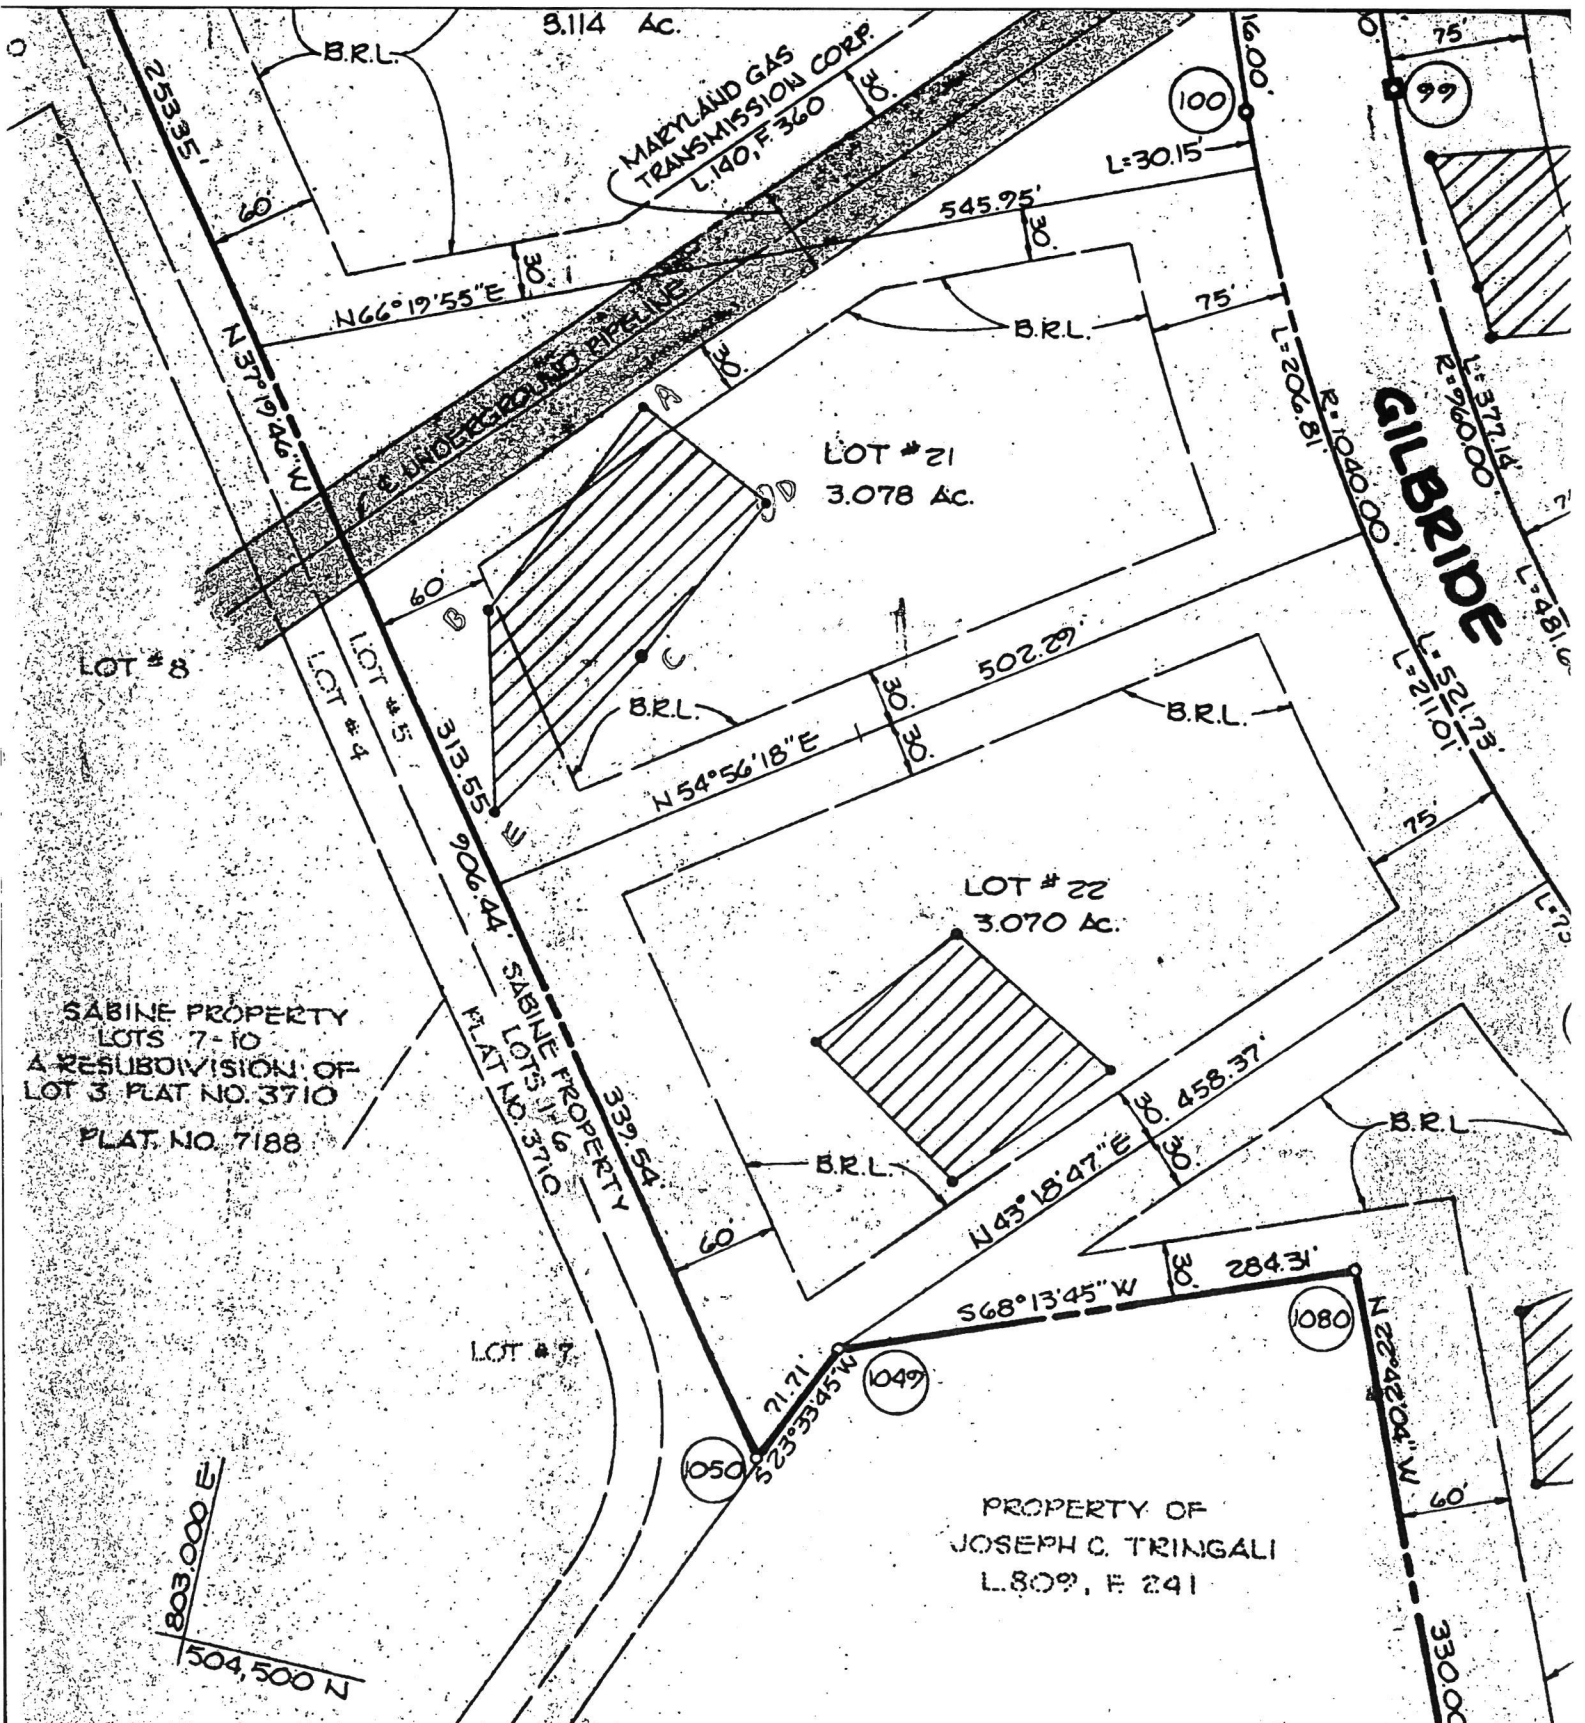 3.114 AC.
B.R.L.
253.35'
MARYLAND GAS
TRANSMISSION CORP.
L.140, F. 360
30'
16.00'
100
75'
99
L=30.15'
60'
545.95'
30'
30'
N66°19'55"E
N 37°19'46" W
℄ UNDERGROUND PIPELINE
30'
B.R.L.
75'
L=206.81'
R=1040.00'
L=377.14'
R=960.00'
GILBRIDE
L=481.6
A
D
LOT #21
3.078 AC.
60'
B
C
E
LOT #8
LOT #4
LOT #5
B.R.L.
502.29'
30'
30'
N 54°56'18"E
B.R.L.
L=521.73'
L=211.01'
75'
313.55'
906.44'
LOT #22
3.070 AC.
SABINE PROPERTY
LOTS 7-10
A RESUBDIVISION OF
LOT 3 PLAT NO. 3710
PLAT. NO. 7188
SABINE PROPERTY
LOTS 1-6
PLAT NO. 3710
339.54'
B.R.L.
458.37'
30'
30'
N 43°18'47"E
B.R.L.
60'
30'
284.31'
S68°13'45"W
1080
LOT #7
71.71'
S 23°33'45"W
1049
1050
N 22°42'04" W
60'
803,000 E
504,500 N
PROPERTY OF
JOSEPH C. TRINGALI
L.809, F. 241
330.00